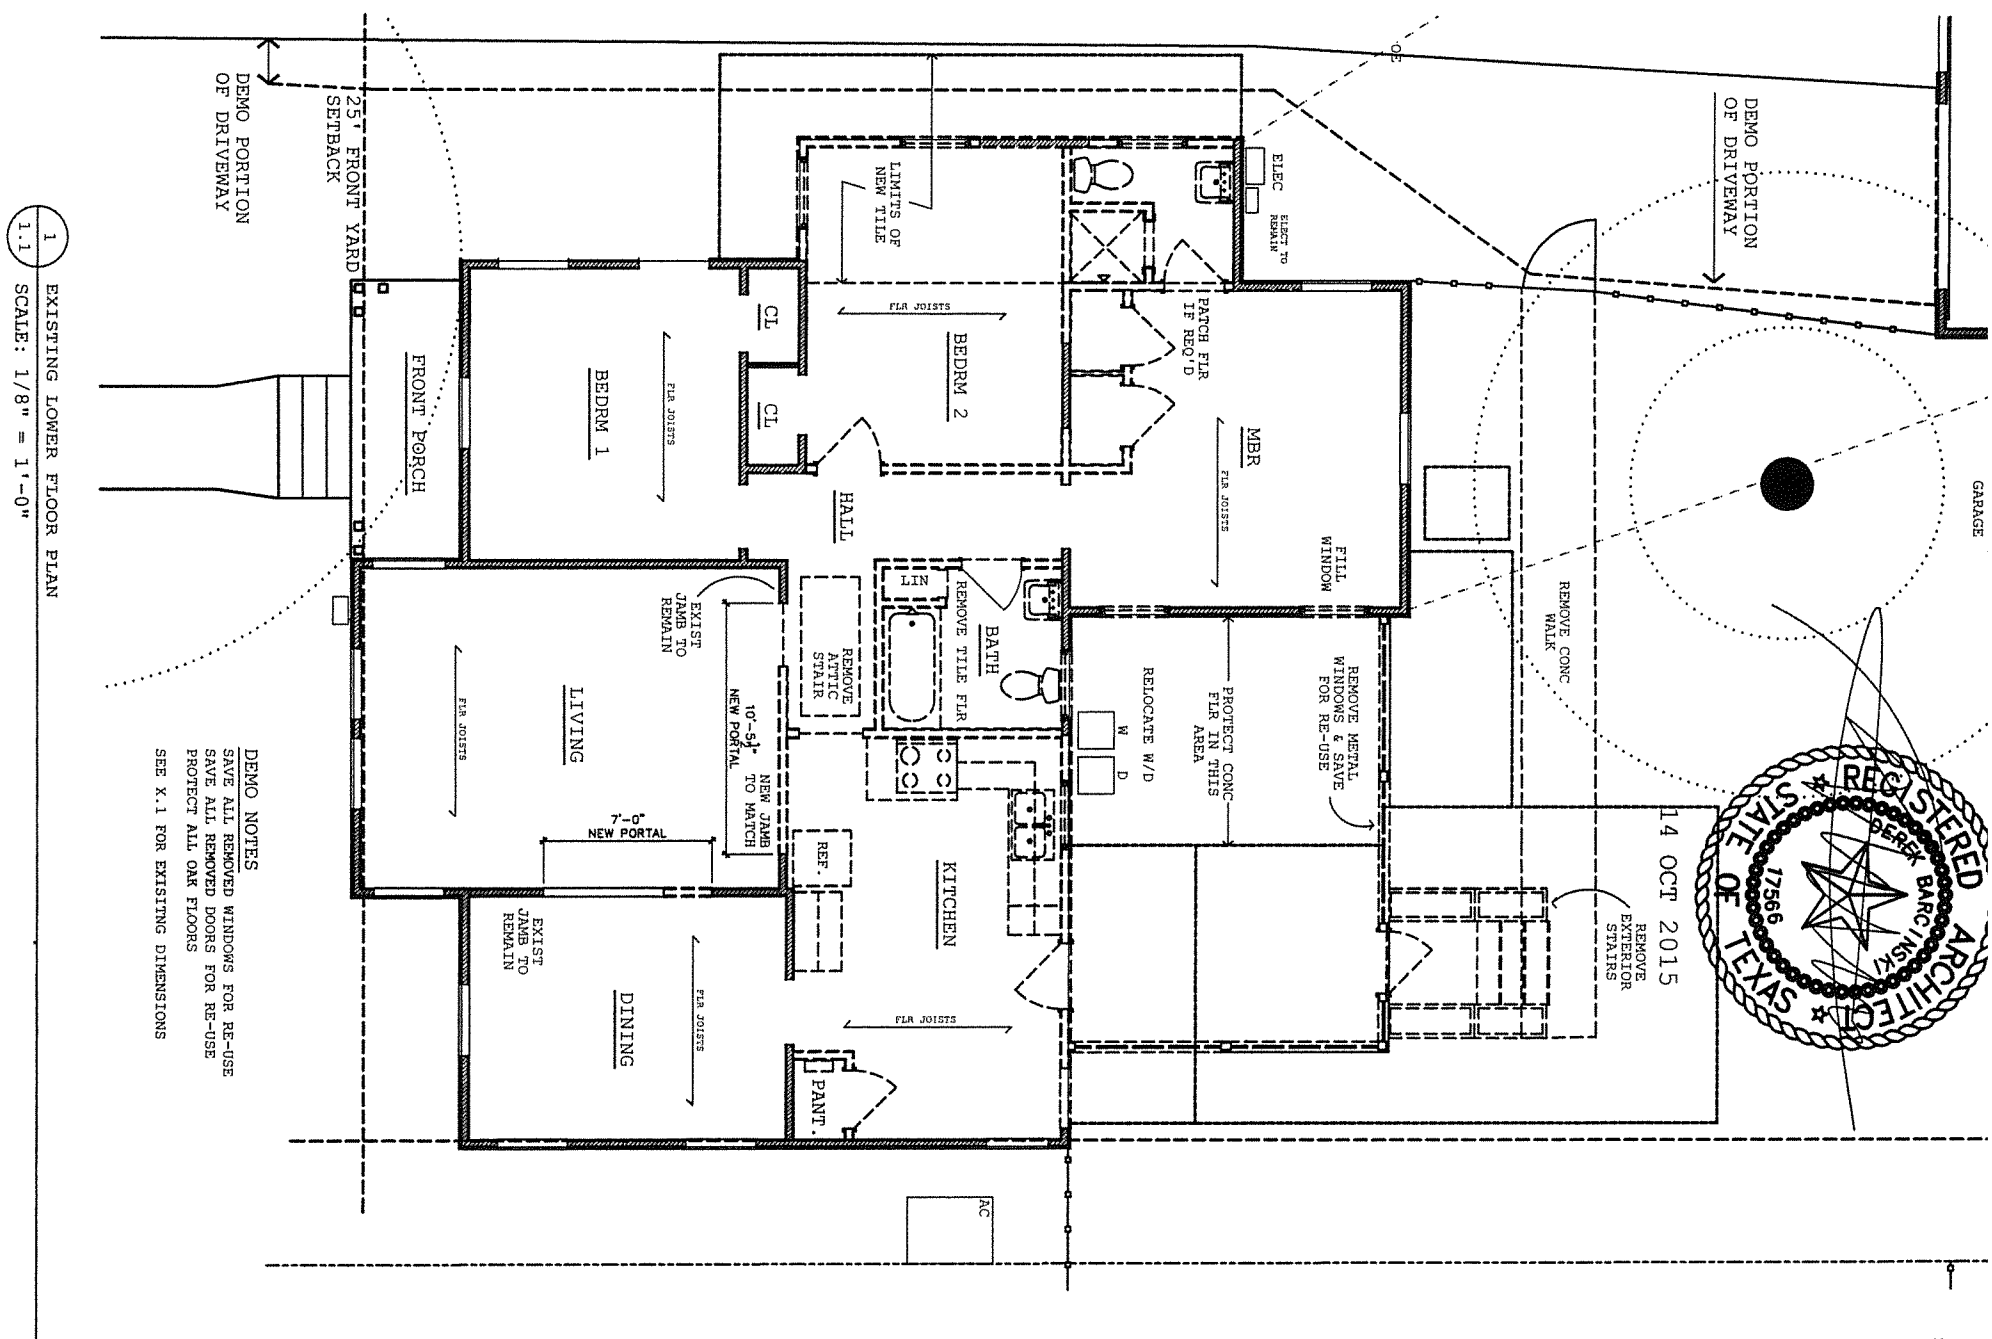 1
1.1
EXISTING LOWER FLOOR PLAN
SCALE: 1/8" = 1'-0"
DEMO PORTION
OF DRIVEWAY
25' FRONT YARD
SETBACK
DEMO PORTION
OF DRIVEWAY
OE
ELEC
ELECT TO
REMAIN
LIMITS OF
NEW TILE
PATCH FLR
IF REQ'D
FLR JOISTS
BEDRM 2
CL
CL
FLR JOISTS
BEDRM 1
FRONT PORCH
MBR
FLR JOISTS
FILL
WINDOW
GARAGE
REMOVE CONC
WALK
HALL
LIN
REMOVE TILE FLR
BATH
REMOVE
ATTIC
STAIR
EXIST
JAMB TO
REMAIN
10'-5½"
NEW PORTAL
NEW JAMB
TO MATCH
LIVING
FLR JOISTS
7'-0"
NEW PORTAL
RELOCATE W/D
W
D
PROTECT CONC
FLR IN THIS
AREA
REMOVE METAL
WINDOWS & SAVE
FOR RE-USE
REF.
KITCHEN
FLR JOISTS
EXIST
JAMB TO
REMAIN
DINING
FLR JOISTS
PANT.
REMOVE
EXTERIOR
STAIRS
14 OCT 2015
REGISTERED ARCHITECT
STATE OF TEXAS
DEREK BARCINSKI
17566
AC
DEMO NOTES
SAVE ALL REMOVED WINDOWS FOR RE-USE
SAVE ALL REMOVED DOORS FOR RE-USE
PROTECT ALL OAK FLOORS
SEE X.1 FOR EXISITNG DIMENSIONS